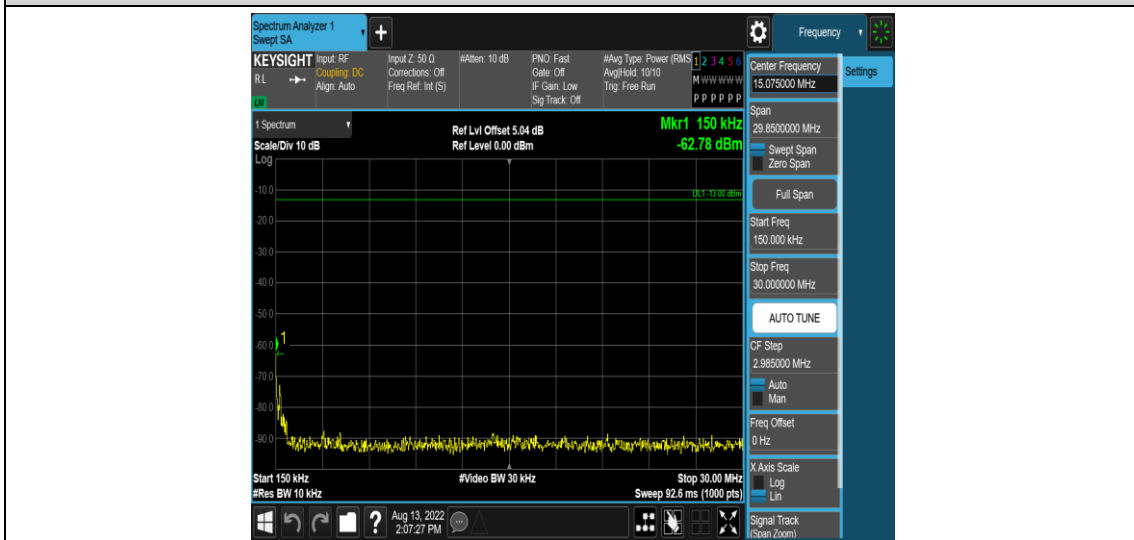 Spectrum Analyzer 1
Swept SA
Frequency
KEYSIGHT
RL
Input: RF
Coupling: DC
Align: Auto
Input Z: 50 Ω
Corrections: Off
Freq Ref: Int (S)
#Atten: 10 dB
PNO: Fast
Gate: Off
IF Gain: Low
Sig Track: Off
#Avg Type: Power (RMS
Avg|Hold: 10/10
Trig: Free Run
1 2 3 4 5 6
M W W W W W
P P P P P P
Center Frequency
15.075000 MHz
Settings
Span
29.8500000 MHz
Swept Span
Zero Span
Full Span
Start Freq
150.000 kHz
Stop Freq
30.000000 MHz
AUTO TUNE
CF Step
2.985000 MHz
Auto
Man
Freq Offset
0 Hz
X Axis Scale
Log
Lin
Signal Track
(Span Zoom)
1 Spectrum
Scale/Div 10 dB
Log
Ref Lvl Offset 5.04 dB
Ref Level 0.00 dBm
Mkr1 150 kHz
-62.78 dBm
DL1 -13.00 dBm
-10.0
-20.0
-30.0
-40.0
-50.0
-60.0
-70.0
-80.0
-90.0
1
Start 150 kHz
#Res BW 10 kHz
#Video BW 30 kHz
Stop 30.00 MHz
Sweep 92.6 ms (1000 pts)
?
Aug 13, 2022
2:07:27 PM